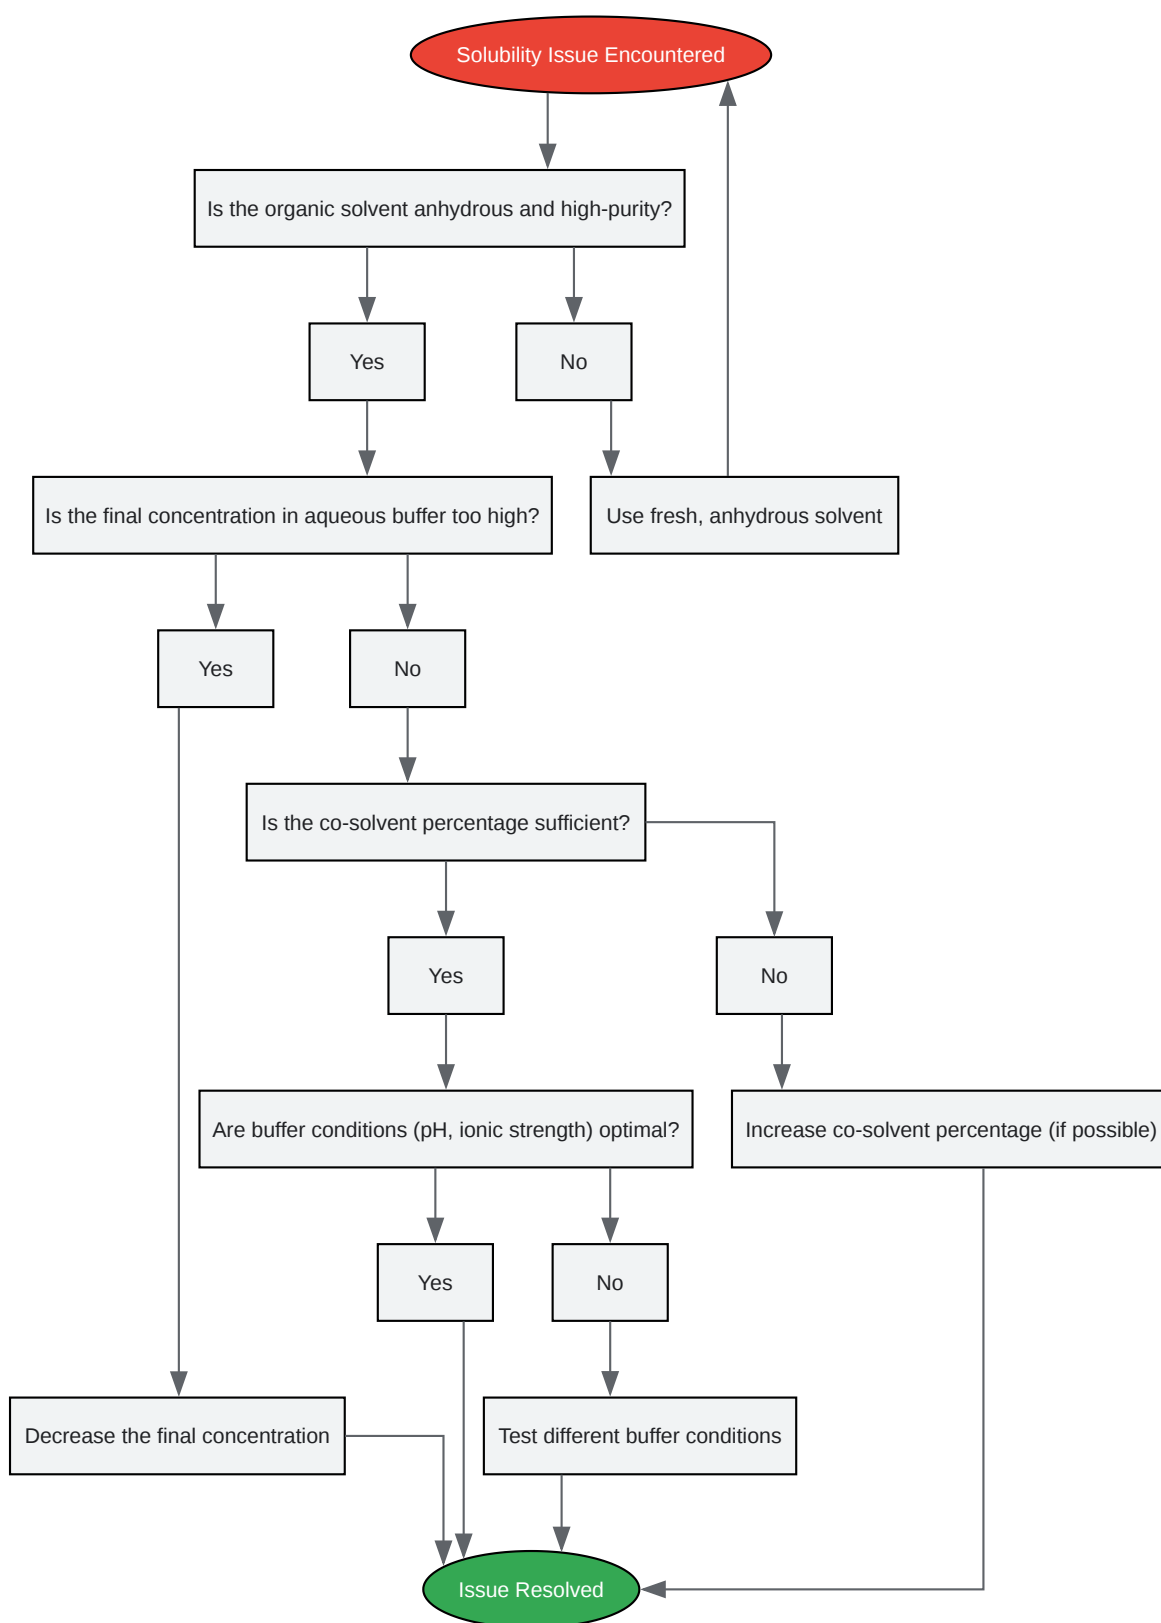 Solubility Issue Encountered
Is the organic solvent anhydrous and high-purity?
Yes
No
Is the final concentration in aqueous buffer too high?
Use fresh, anhydrous solvent
Yes
No
Is the co-solvent percentage sufficient?
Yes
No
Are buffer conditions (pH, ionic strength) optimal?
Increase co-solvent percentage (if possible)
Yes
No
Decrease the final concentration
Test different buffer conditions
Issue Resolved